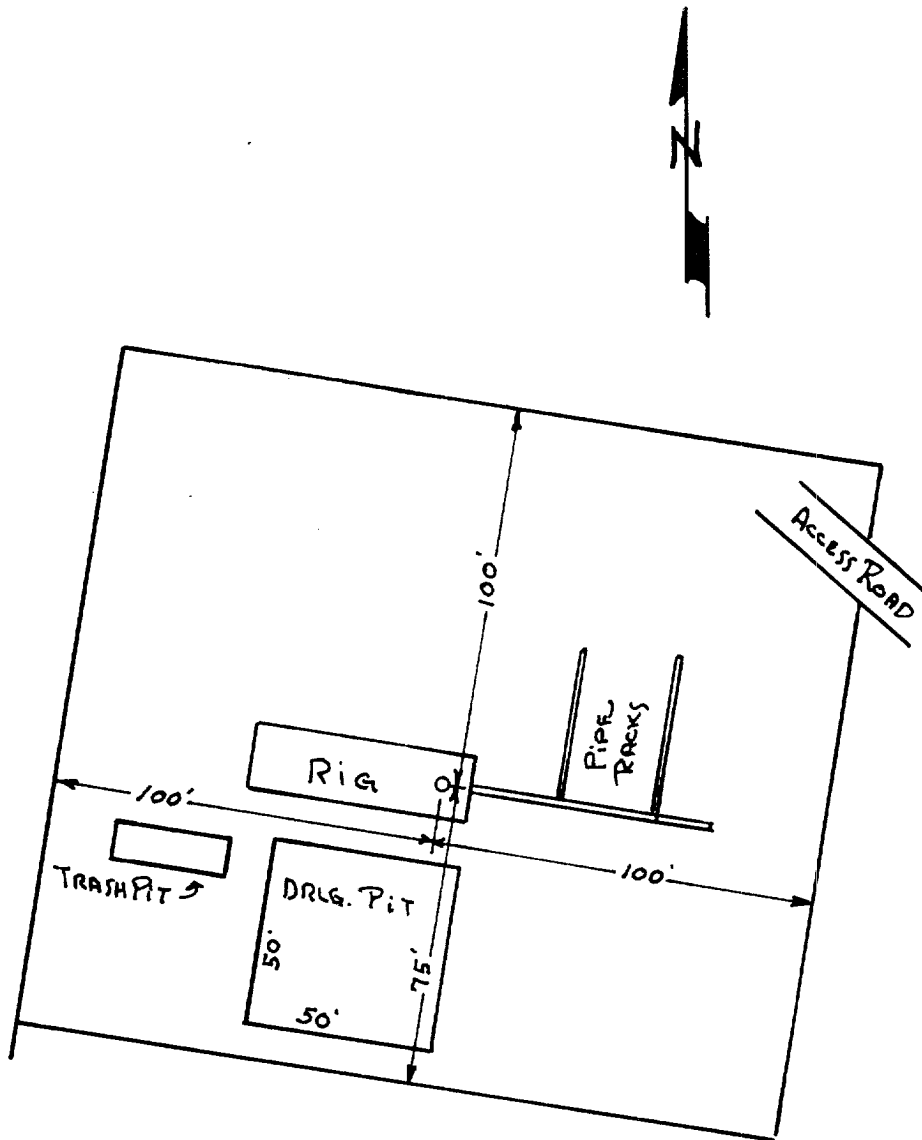 N
ACCESS ROAD
100'
PIPE
RACKS
RIG
100'
100'
TRASH PIT
DRLG. PIT
50'
75'
50'